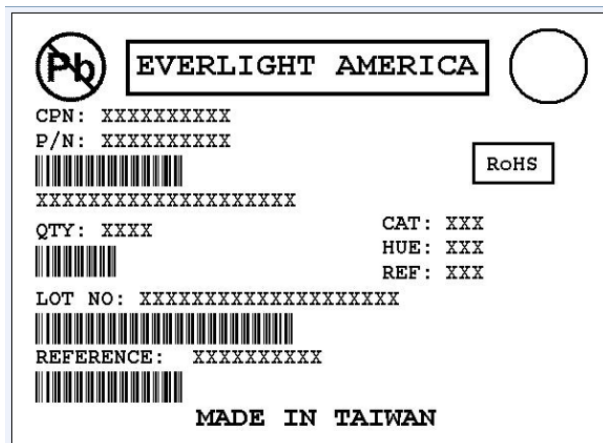 Pb EVERLIGHT AMERICA
CPN: XXXXXXXXXX
P/N: XXXXXXXXXX
RoHS
XXXXXXXXXXXXXXXXXXXX
QTY: XXXX
CAT: XXX
HUE: XXX
REF: XXX
LOT NO: XXXXXXXXXXXXXXXXXXXX
REFERENCE: XXXXXXXXXX
MADE IN TAIWAN